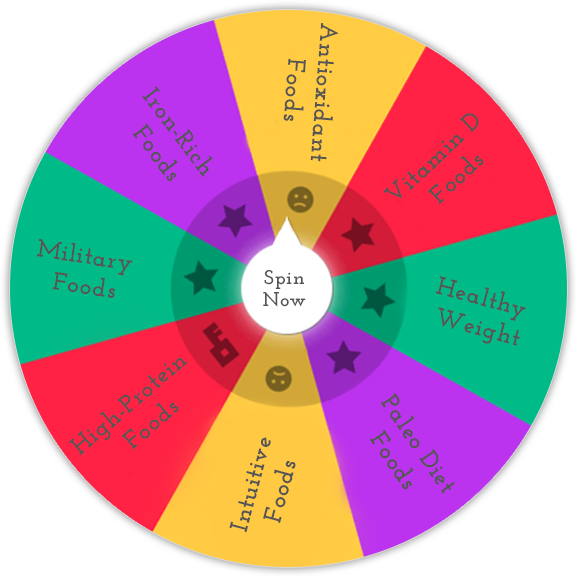 Antioxidant
Foods
Vitamin D
Foods
Healthy
Weight
Paleo Diet
Foods
Intuitive
Foods
High-Protein
Foods
Military
Foods
Iron-Rich
Foods
Spin
Now